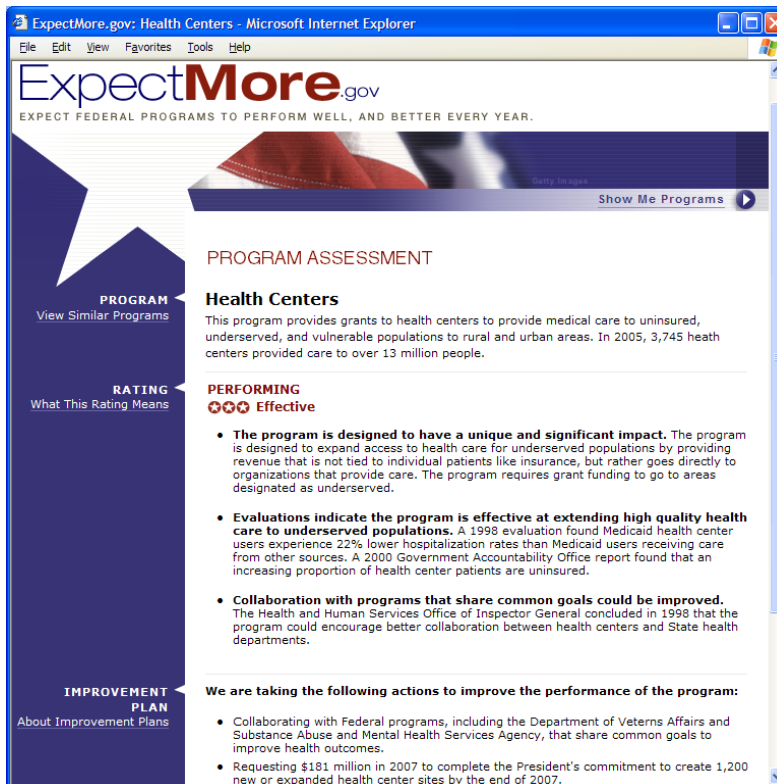 ExpectMore.gov: Health Centers - Microsoft Internet Explorer
File Edit View Favorites Tools Help
ExpectMore.gov
EXPECT FEDERAL PROGRAMS TO PERFORM WELL, AND BETTER EVERY YEAR.
Getty Images
Show Me Programs
PROGRAM ASSESSMENT
PROGRAM
View Similar Programs
Health Centers
This program provides grants to health centers to provide medical care to uninsured,
underserved, and vulnerable populations to rural and urban areas. In 2005, 3,745 heath
centers provided care to over 13 million people.
RATING
What This Rating Means
PERFORMING
Effective
• The program is designed to have a unique and significant impact. The program
is designed to expand access to health care for underserved populations by providing
revenue that is not tied to individual patients like insurance, but rather goes directly to
organizations that provide care. The program requires grant funding to go to areas
designated as underserved.
• Evaluations indicate the program is effective at extending high quality health
care to underserved populations. A 1998 evaluation found Medicaid health center
users experience 22% lower hospitalization rates than Medicaid users receiving care
from other sources. A 2000 Government Accountability Office report found that an
increasing proportion of health center patients are uninsured.
• Collaboration with programs that share common goals could be improved.
The Health and Human Services Office of Inspector General concluded in 1998 that the
program could encourage better collaboration between health centers and State health
departments.
IMPROVEMENT
PLAN
About Improvement Plans
We are taking the following actions to improve the performance of the program:
• Collaborating with Federal programs, including the Department of Veterns Affairs and
Substance Abuse and Mental Health Services Agency, that share common goals to
improve health outcomes.
• Requesting $181 million in 2007 to complete the President's commitment to create 1,200
new or expanded health center sites by the end of 2007.